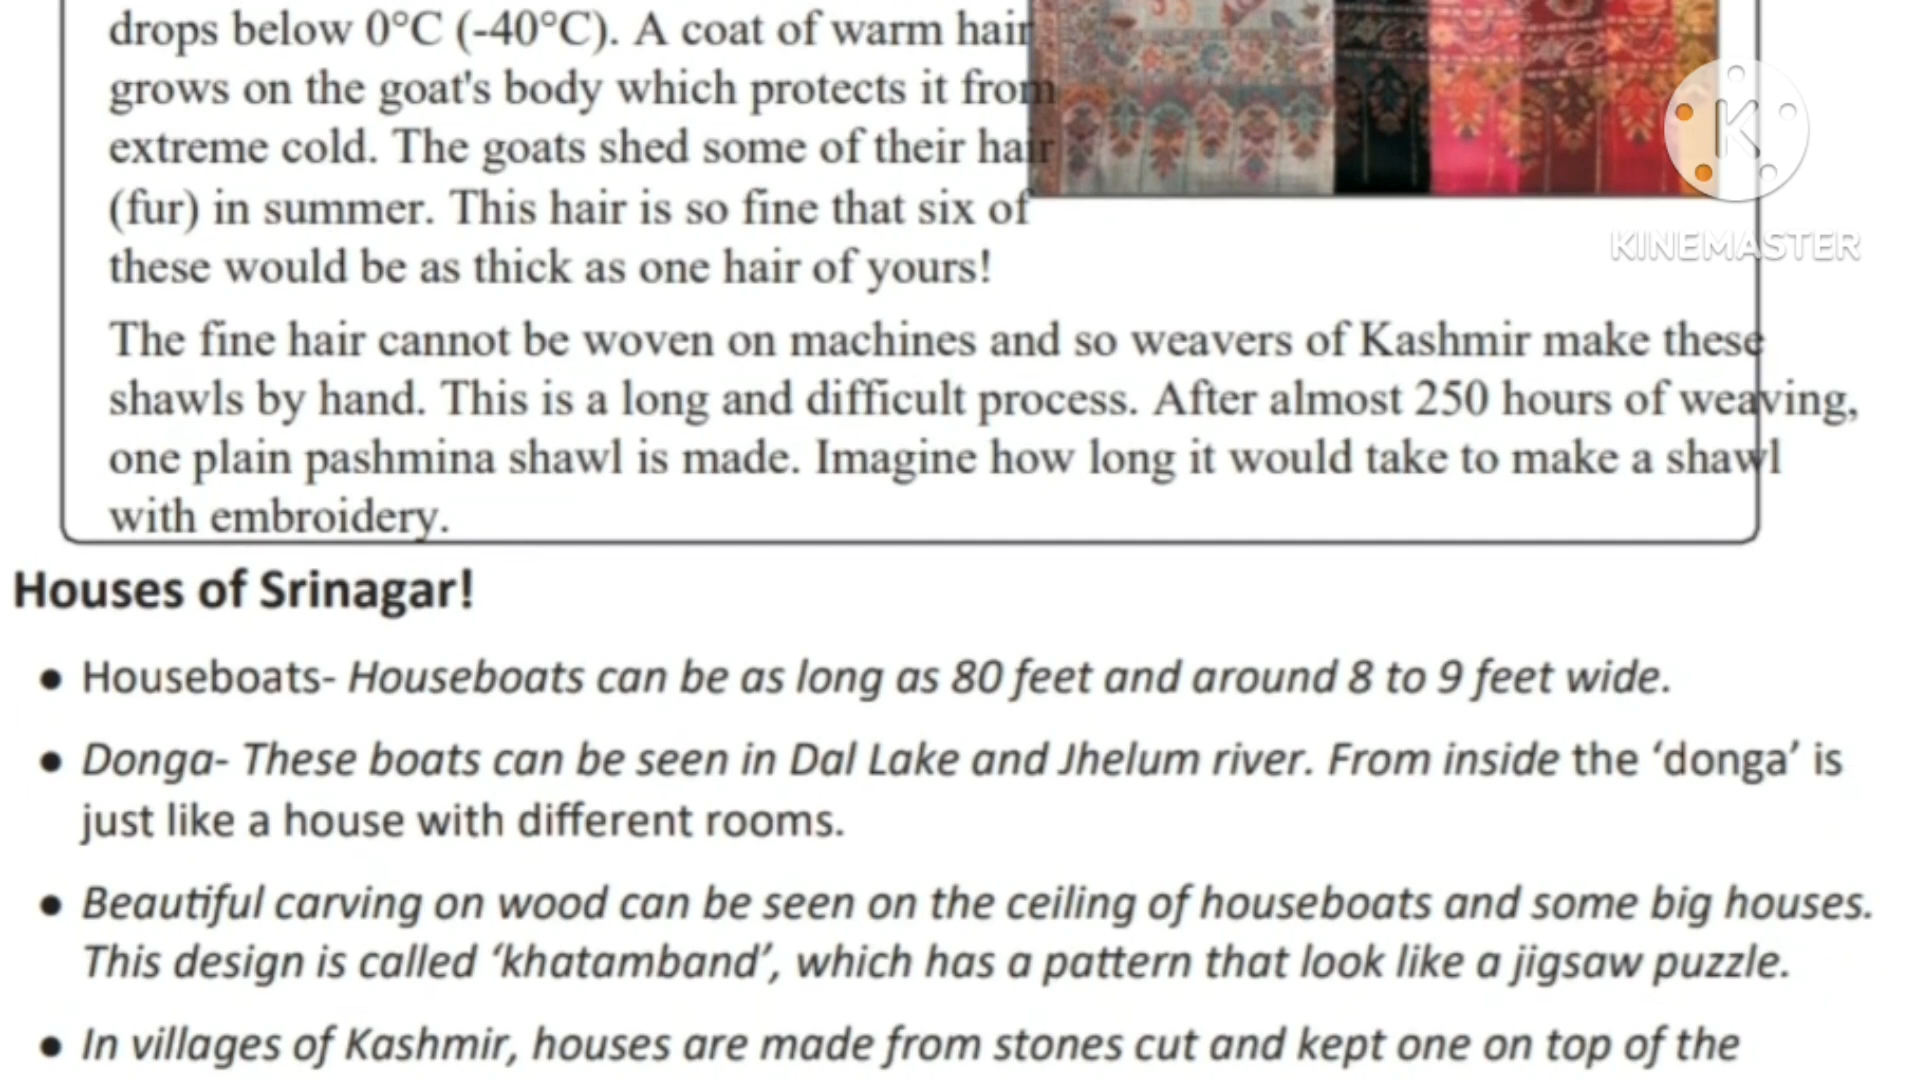 drops below 0°C (-40°C). A coat of warm hair
grows on the goat's body which protects it from
extreme cold. The goats shed some of their hair
(fur) in summer. This hair is so fine that six of
these would be as thick as one hair of yours!
K
KINEMASTER
The fine hair cannot be woven on machines and so weavers of Kashmir make these
shawls by hand. This is a long and difficult process. After almost 250 hours of weaving,
one plain pashmina shawl is made. Imagine how long it would take to make a shawl
with embroidery.
Houses of Srinagar!
● Houseboats- Houseboats can be as long as 80 feet and around 8 to 9 feet wide.
● Donga- These boats can be seen in Dal Lake and Jhelum river. From inside the ‘donga’ is
just like a house with different rooms.
● Beautiful carving on wood can be seen on the ceiling of houseboats and some big houses.
This design is called ‘khatamband’, which has a pattern that look like a jigsaw puzzle.
● In villages of Kashmir, houses are made from stones cut and kept one on top of the